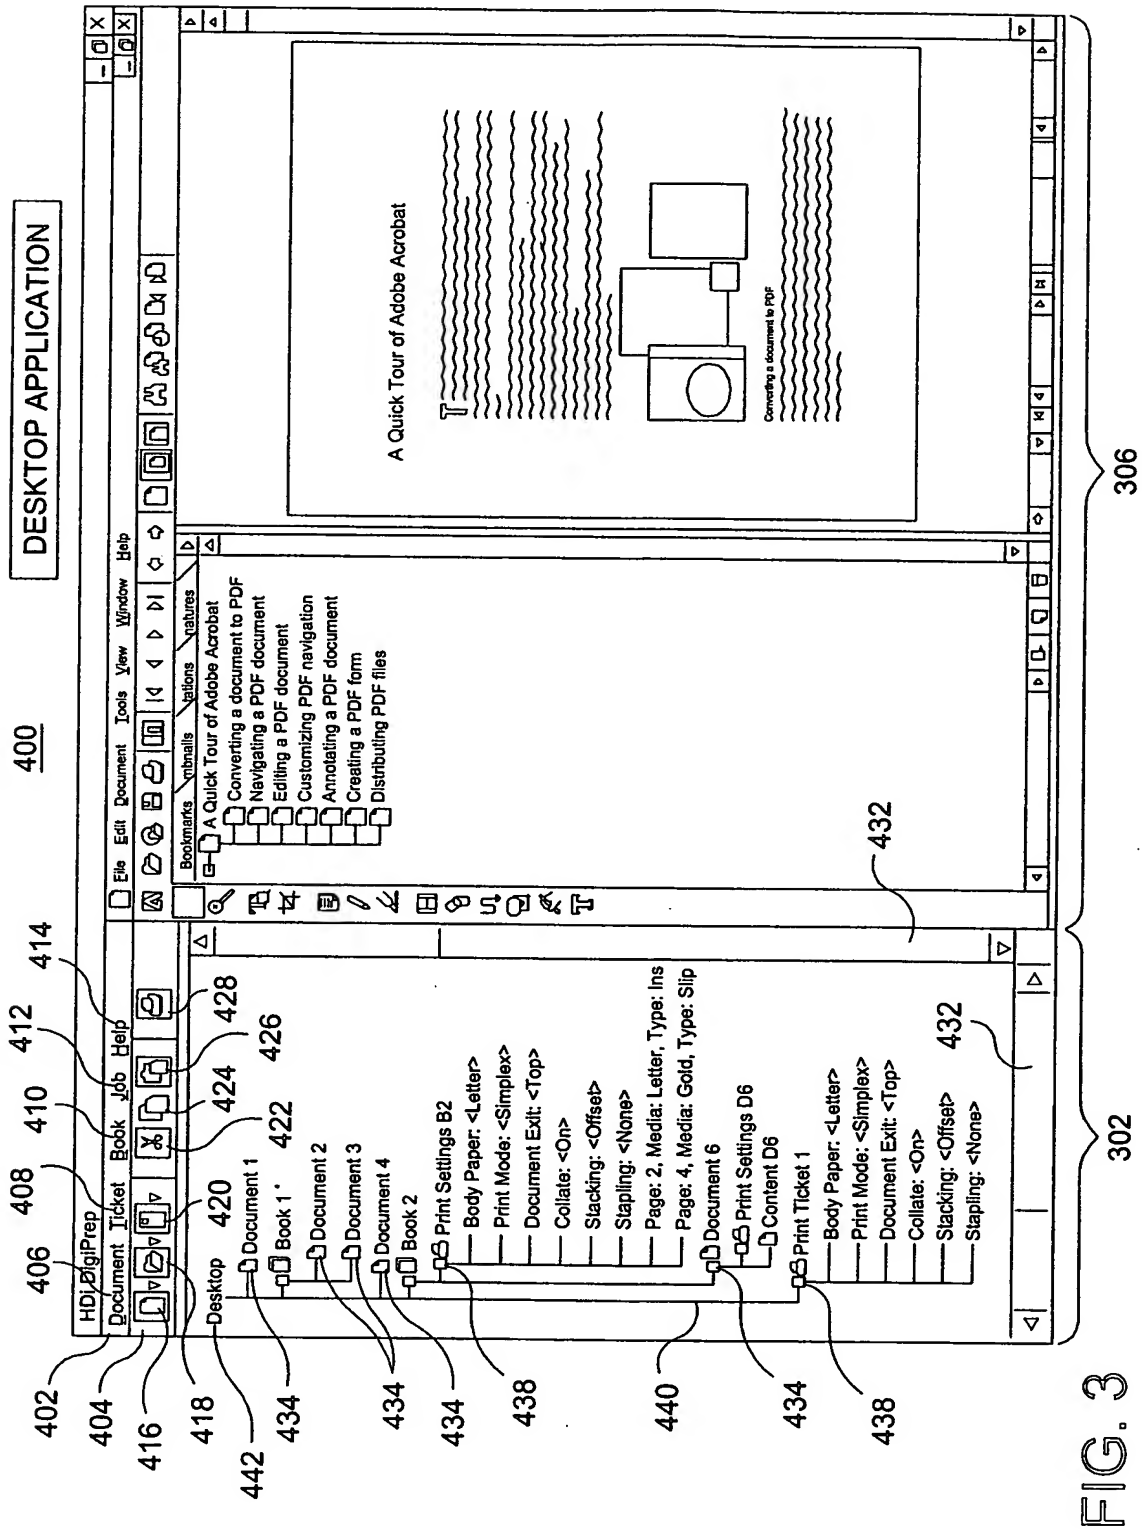 400
DESKTOP APPLICATION
402
404
406
408
410
412
414
HDi DigiPrep
Document Ticket Book Job Help
416
418
420
422
424
426
428
442
Desktop
Document 1
434
Book 1
Document 2
Document 3
434
Document 4
434
Book 2
Print Settings B2
438
Body Paper: <Letter>
Print Mode: <Simplex>
Document Exit: <Top>
Collate: <On>
Stacking: <Offset>
Stapling: <None>
Page: 2, Media: Letter, Type: Ins
Page: 4, Media: Gold, Type: Slip
440
Document 6
434
Print Settings D6
Content D6
Print Ticket 1
438
Body Paper: <Letter>
Print Mode: <Simplex>
Document Exit: <Top>
Collate: <On>
Stacking: <Offset>
Stapling: <None>
432
432
302
File Edit Document Tools View Window Help
Bookmarks mbnails tations natures
A Quick Tour of Adobe Acrobat
Converting a document to PDF
Navigating a PDF document
Editing a PDF document
Customizing PDF navigation
Annotating a PDF document
Creating a PDF form
Distributing PDF files
A Quick Tour of Adobe Acrobat
T
Converting a document to PDF
306
FIG. 3